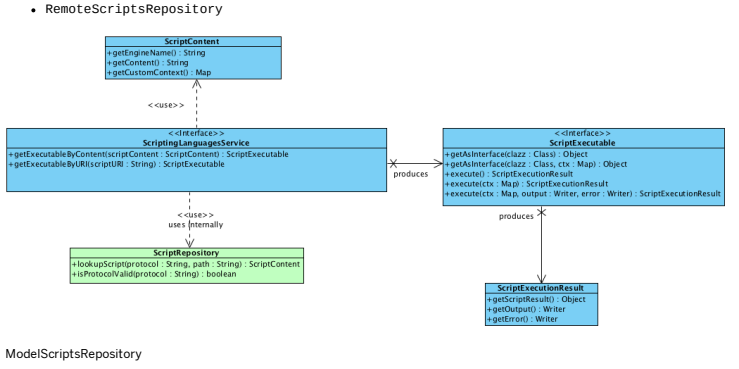 • RemoteScriptsRepository
ScriptContent
+getEngineName() : String
+getContent() : String
+getCustomContext() : Map
<<use>>
<<Interface>>
ScriptingLanguagesService
+getExecutableByContent(scriptContent : ScriptContent) : ScriptExecutable
+getExecutableByURI(scriptURI : String) : ScriptExecutable
produces
<<Interface>>
ScriptExecutable
+getAsInterface(clazz : Class) : Object
+getAsInterface(clazz : Class, ctx : Map) : Object
+execute() : ScriptExecutionResult
+execute(ctx : Map) : ScriptExecutionResult
+execute(ctx : Map, output : Writer, error : Writer) : ScriptExecutionResult
<<use>>
uses internally
produces
ScriptRepository
+lookupScript(protocol : String, path : String) : ScriptContent
+isProtocolValid(protocol : String) : boolean
ScriptExecutionResult
+getScriptResult() : Object
+getOutput() : Writer
+getError() : Writer
ModelScriptsRepository